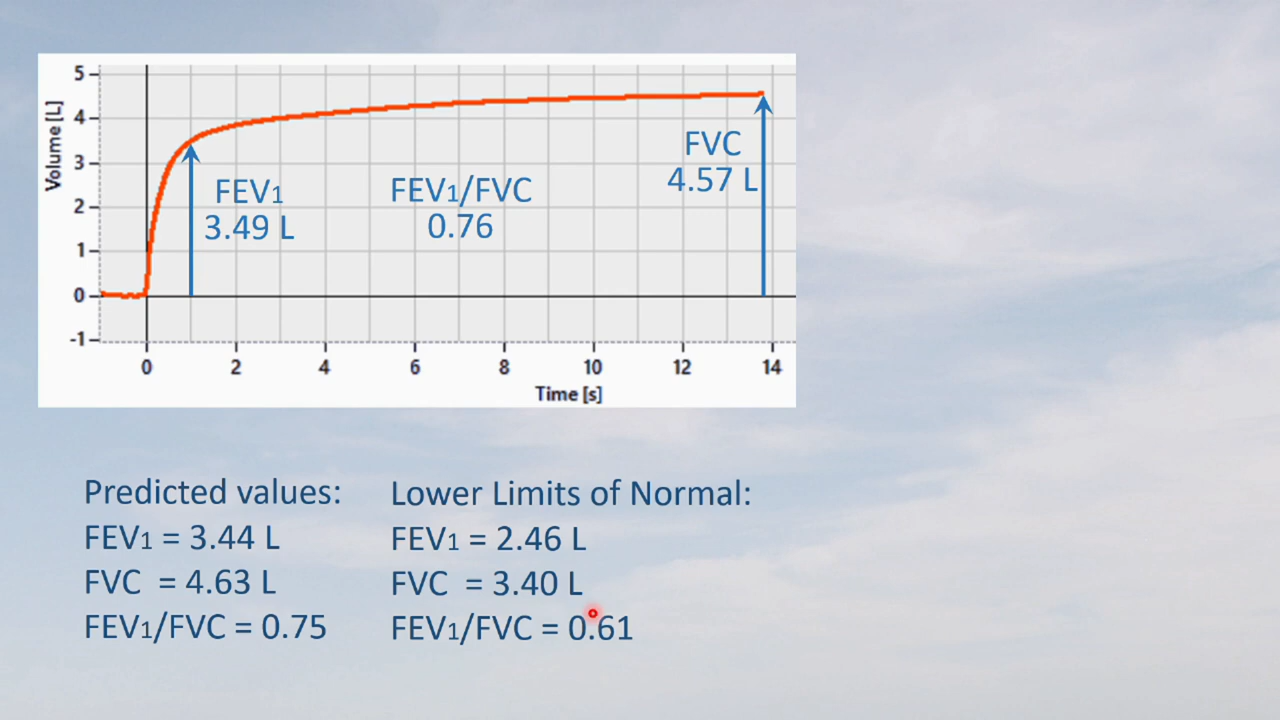 5
4
3
2
1
0
-1
Volume [L]
FEV1
3.49 L
FEV1/FVC
0.76
FVC
4.57 L
0 2 4 6 8 10 12 14
Time [s]
Predicted values:
FEV1 = 3.44 L
FVC = 4.63 L
FEV1/FVC = 0.75
Lower Limits of Normal:
FEV1 = 2.46 L
FVC = 3.40 L
FEV1/FVC = 0.61